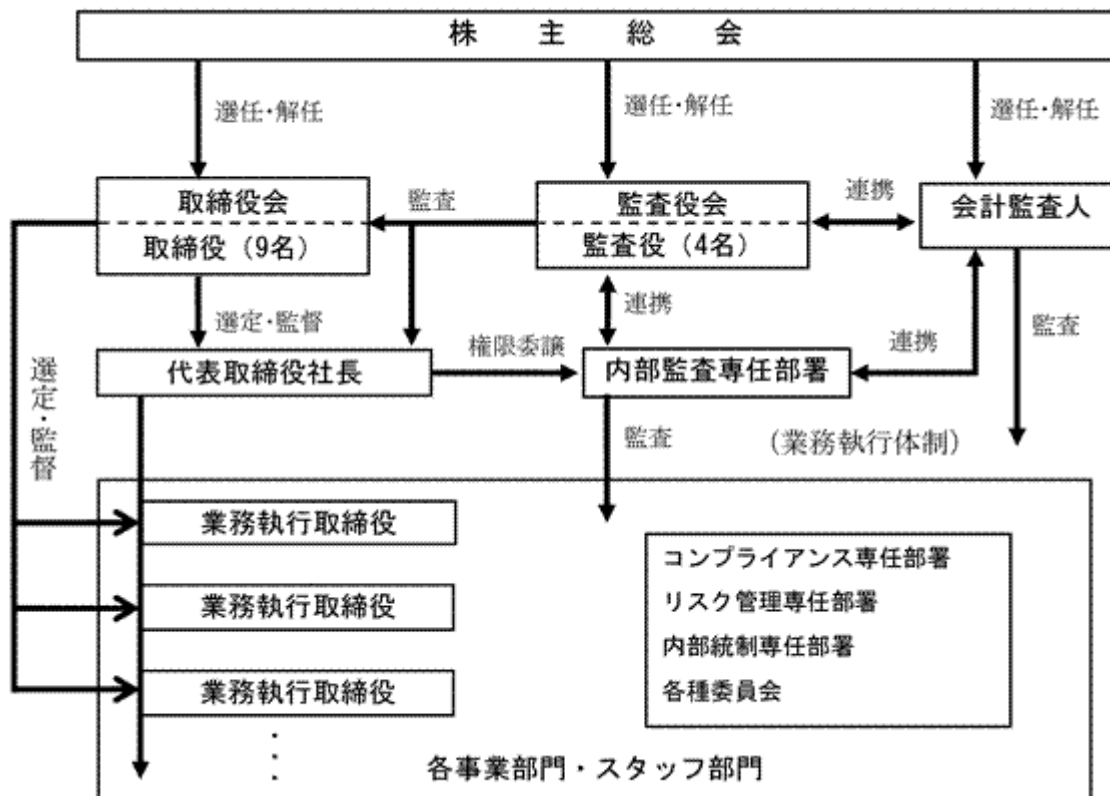 株主総会
選任・解任
選任・解任
選任・解任
取締役会
取締役（9名）
監査
監査役会
監査役（4名）
連携
会計監査人
選定・監督
連携
連携
監査
選定・監督
代表取締役社長
権限委譲
内部監査専任部署
監査
（業務執行体制）
業務執行取締役
業務執行取締役
業務執行取締役
コンプライアンス専任部署
リスク管理専任部署
内部統制専任部署
各種委員会
各事業部門・スタッフ部門